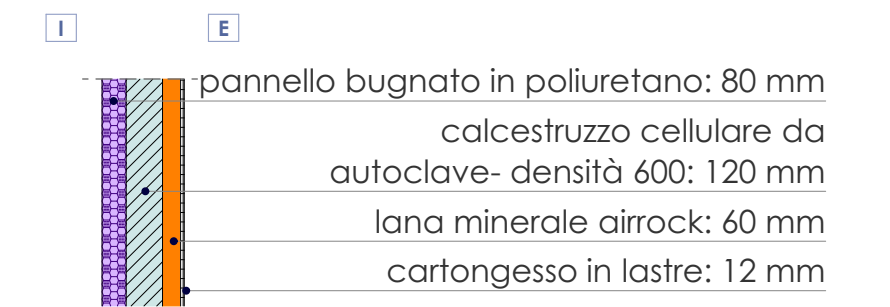 I
E
pannello bugnato in poliuretano: 80 mm
calcestruzzo cellulare da
autoclave- densità 600: 120 mm
lana minerale airrock: 60 mm
cartongesso in lastre: 12 mm